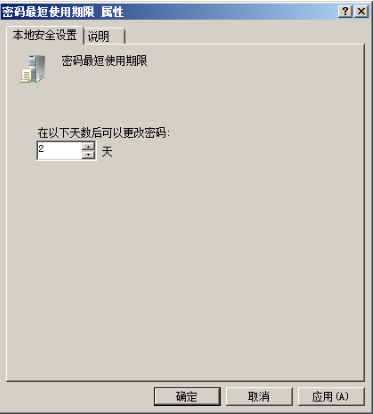 密码最短使用期限 属性
本地安全设置 说明
密码最短使用期限
在以下天数后可以更改密码:
2 天
确定 取消 应用(A)